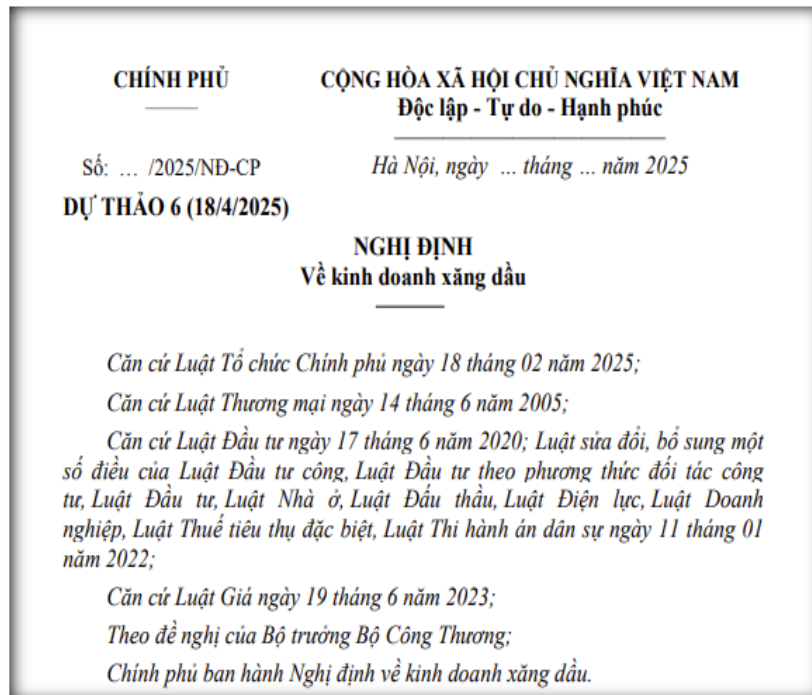 CHÍNH PHỦ
CỘNG HÒA XÃ HỘI CHỦ NGHĨA VIỆT NAM
Độc lập - Tự do - Hạnh phúc
Số: ... /2025/NĐ-CP
Hà Nội, ngày ... tháng ... năm 2025
DỰ THẢO 6 (18/4/2025)
NGHỊ ĐỊNH
Về kinh doanh xăng dầu
Căn cứ Luật Tổ chức Chính phủ ngày 18 tháng 02 năm 2025;
Căn cứ Luật Thương mại ngày 14 tháng 6 năm 2005;
Căn cứ Luật Đầu tư ngày 17 tháng 6 năm 2020; Luật sửa đổi, bổ sung một
số điều của Luật Đầu tư công, Luật Đầu tư theo phương thức đối tác công
tư, Luật Đầu tư, Luật Nhà ở, Luật Đấu thầu, Luật Điện lực, Luật Doanh
nghiệp, Luật Thuế tiêu thụ đặc biệt, Luật Thi hành án dân sự ngày 11 tháng 01
năm 2022;
Căn cứ Luật Giá ngày 19 tháng 6 năm 2023;
Theo đề nghị của Bộ trưởng Bộ Công Thương;
Chính phủ ban hành Nghị định về kinh doanh xăng dầu.